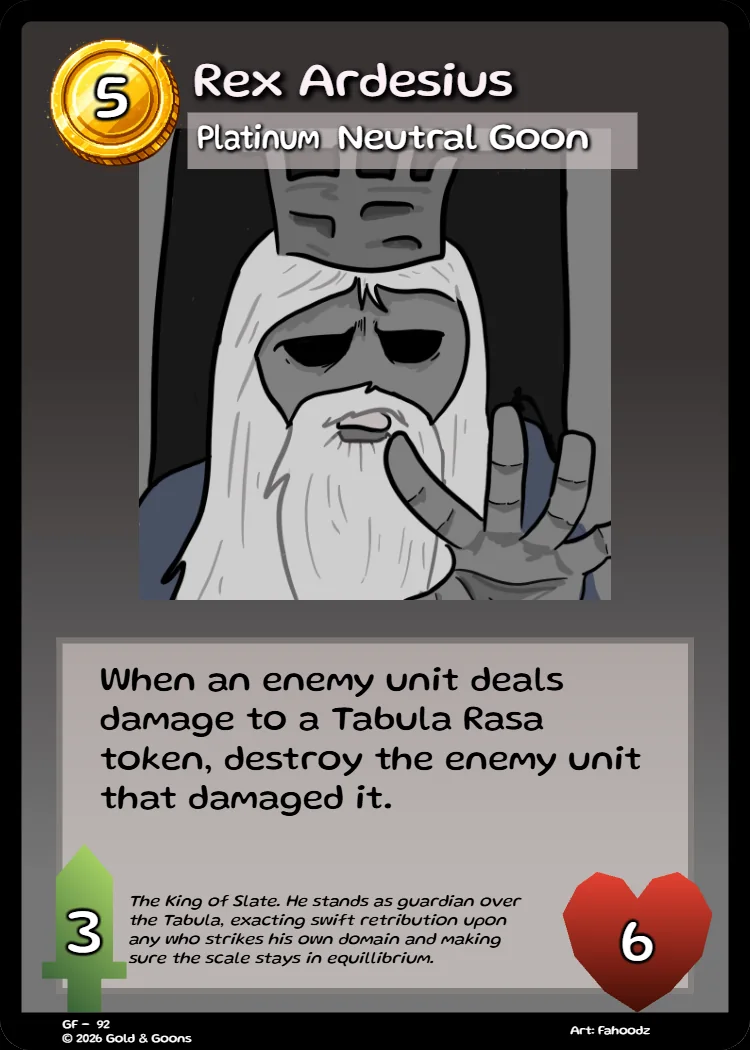 5
Rex Ardesius
Platinum Neutral Goon
When an enemy unit deals
damage to a Tabula Rasa
token, destroy the enemy unit
that damaged it.
The King of Slate. He stands as guardian over
the Tabula, exacting swift retribution upon
any who strikes his own domain and making
sure the scale stays in equillibrium.
3
6
GF - 92
© 2026 Gold & Goons
Art: Fahoodz